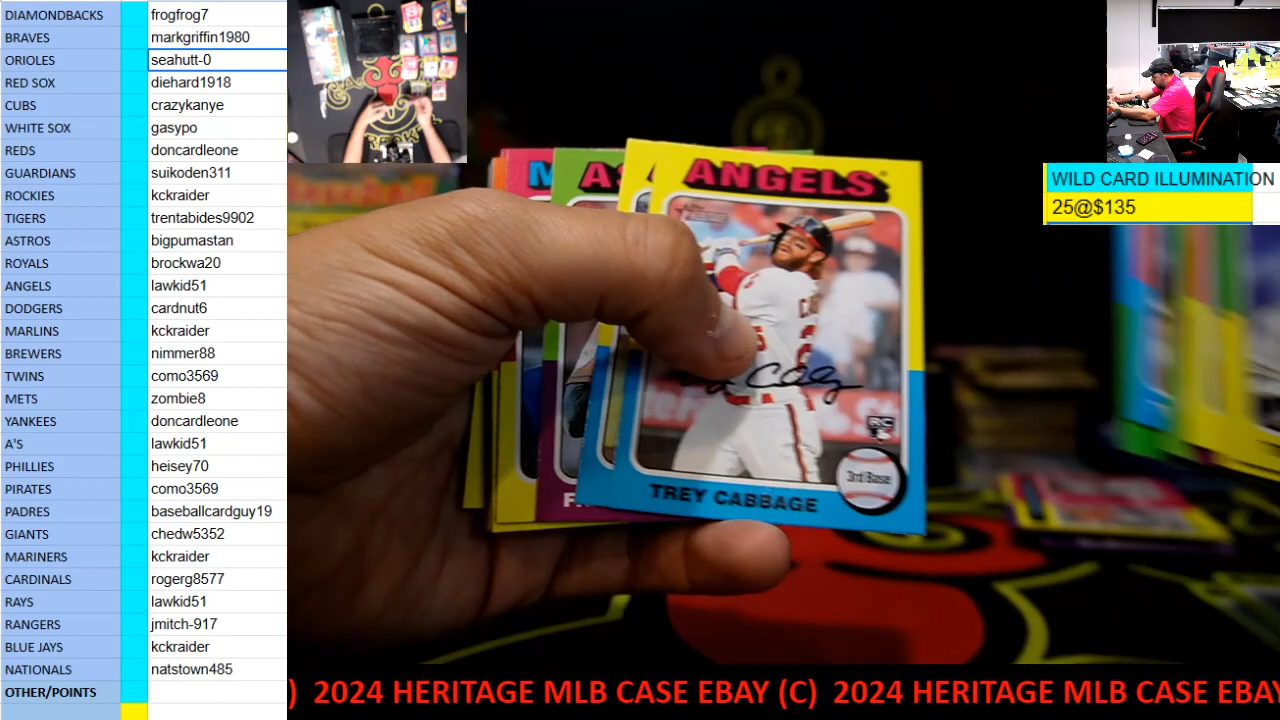 DIAMONDBACKS frogfrog7
BRAVES markgriffin1980
ORIOLES seahutt-0
RED SOX diehard1918
CUBS crazykanye
WHITE SOX gasypo
REDS doncardleone
GUARDIANS suikoden311
ROCKIES kckraider
TIGERS trentabides9902
ASTROS bigpumastan
ROYALS brockwa20
ANGELS lawkid51
DODGERS cardnut6
MARLINS kckraider
BREWERS nimmer88
TWINS como3569
METS zombie8
YANKEES doncardleone
A'S lawkid51
PHILLIES heisey70
PIRATES como3569
PADRES baseballcardguy19
GIANTS chedw5352
MARINERS kckraider
CARDINALS rogerg8577
RAYS lawkid51
RANGERS jmitch-917
BLUE JAYS kckraider
NATIONALS natstown485
OTHER/POINTS
WILD CARD ILLUMINATION
25@$135
ANGELS
RC
3rd Base
TREY CABBAGE
) 2024 HERITAGE MLB CASE EBAY (C) 2024 HERITAGE MLB CASE EBAY